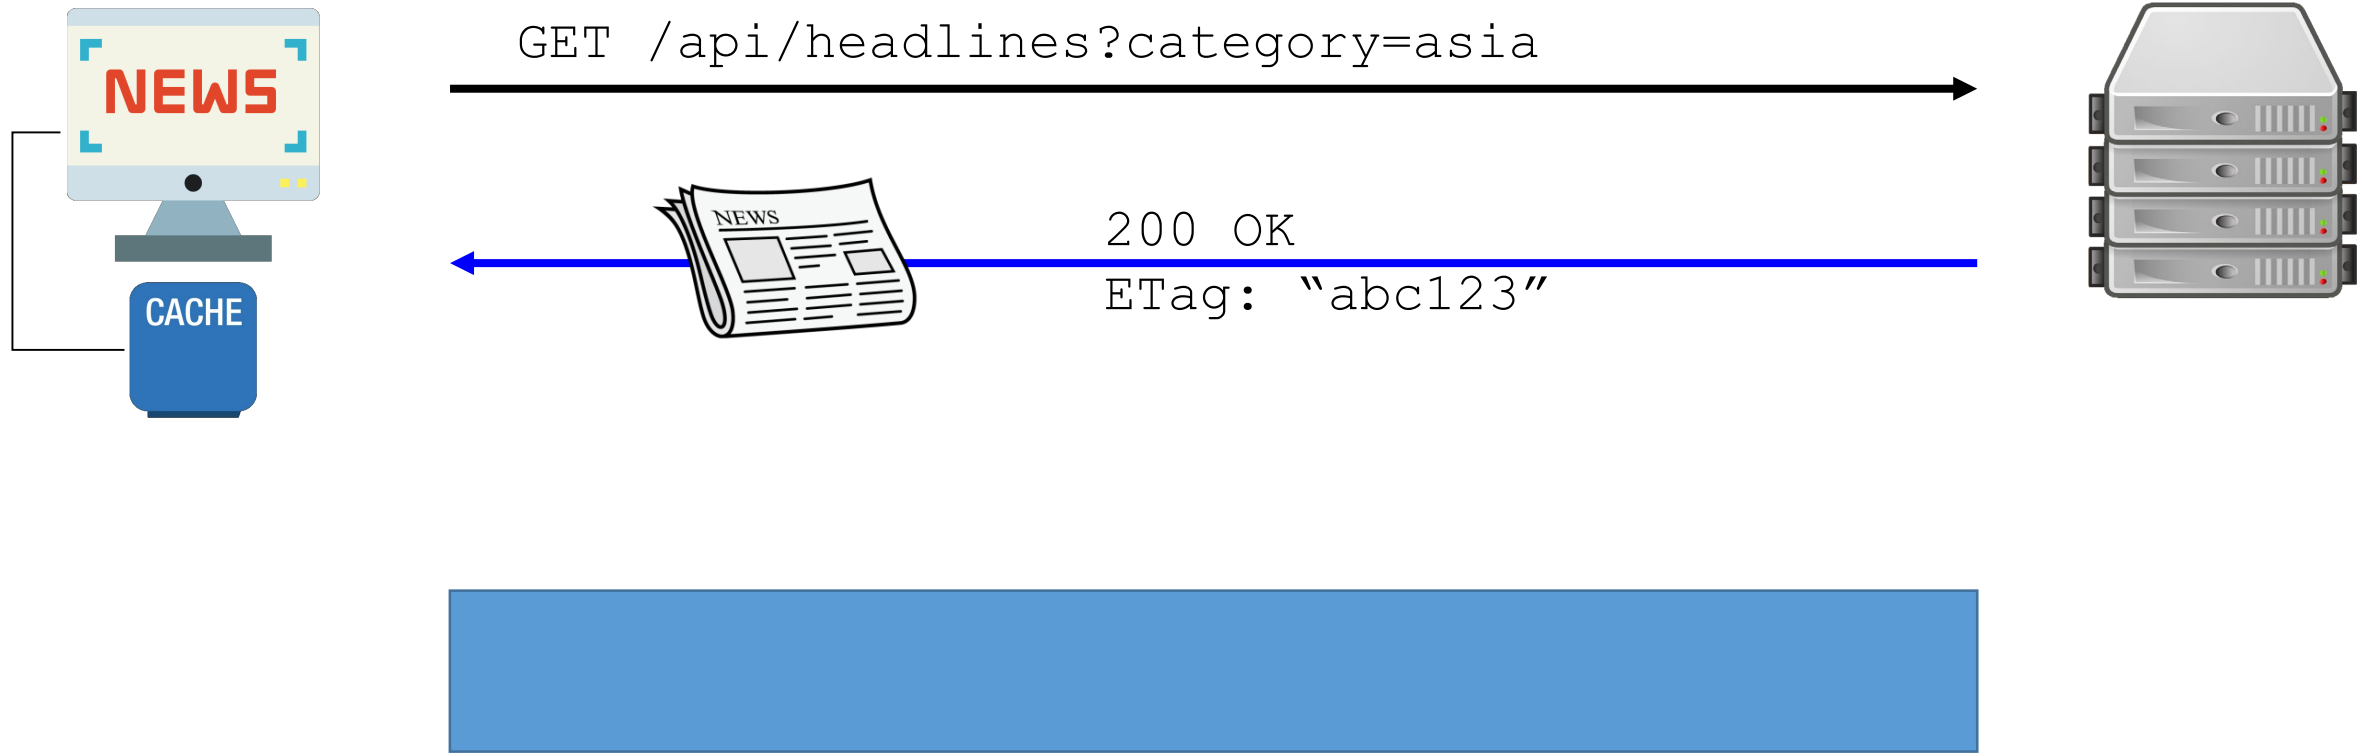 NEWS
GET /api/headlines?category=asia
NEWS
200 OK
ETag: “abc123”
CACHE